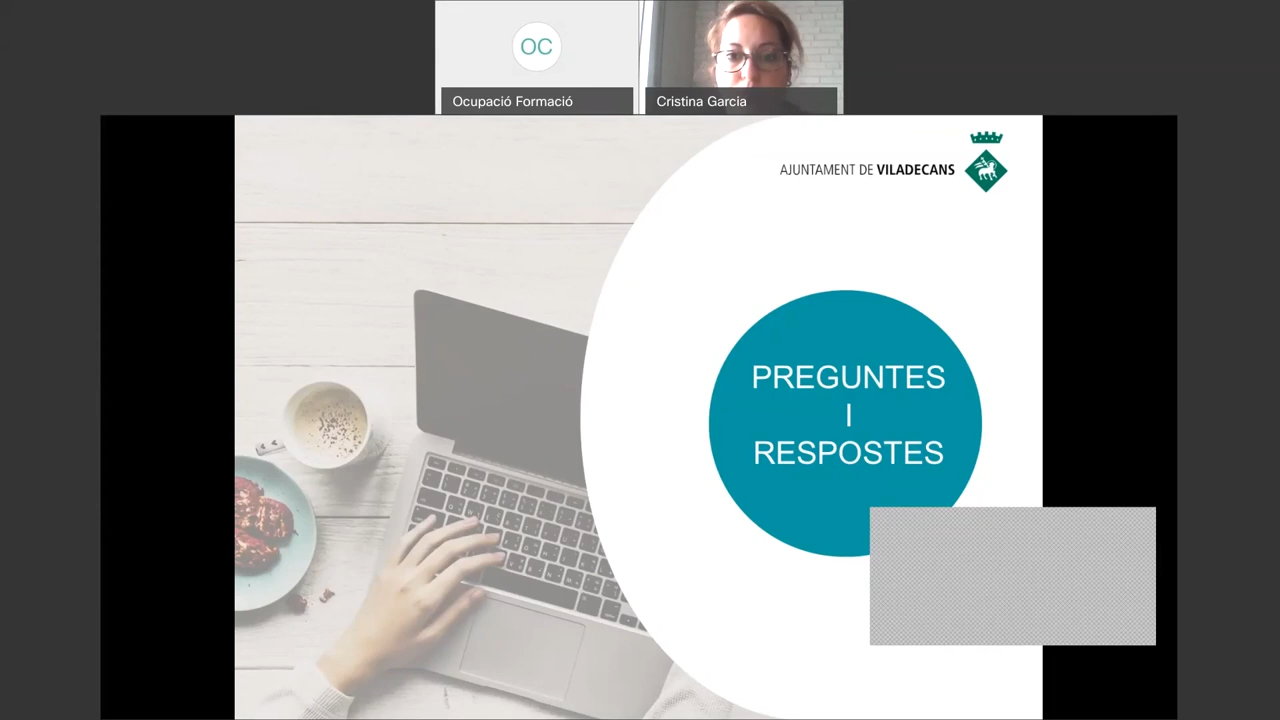 OC
Ocupació Formació
Cristina Garcia
AJUNTAMENT DE VILADECANS
PREGUNTES
I
RESPOSTES